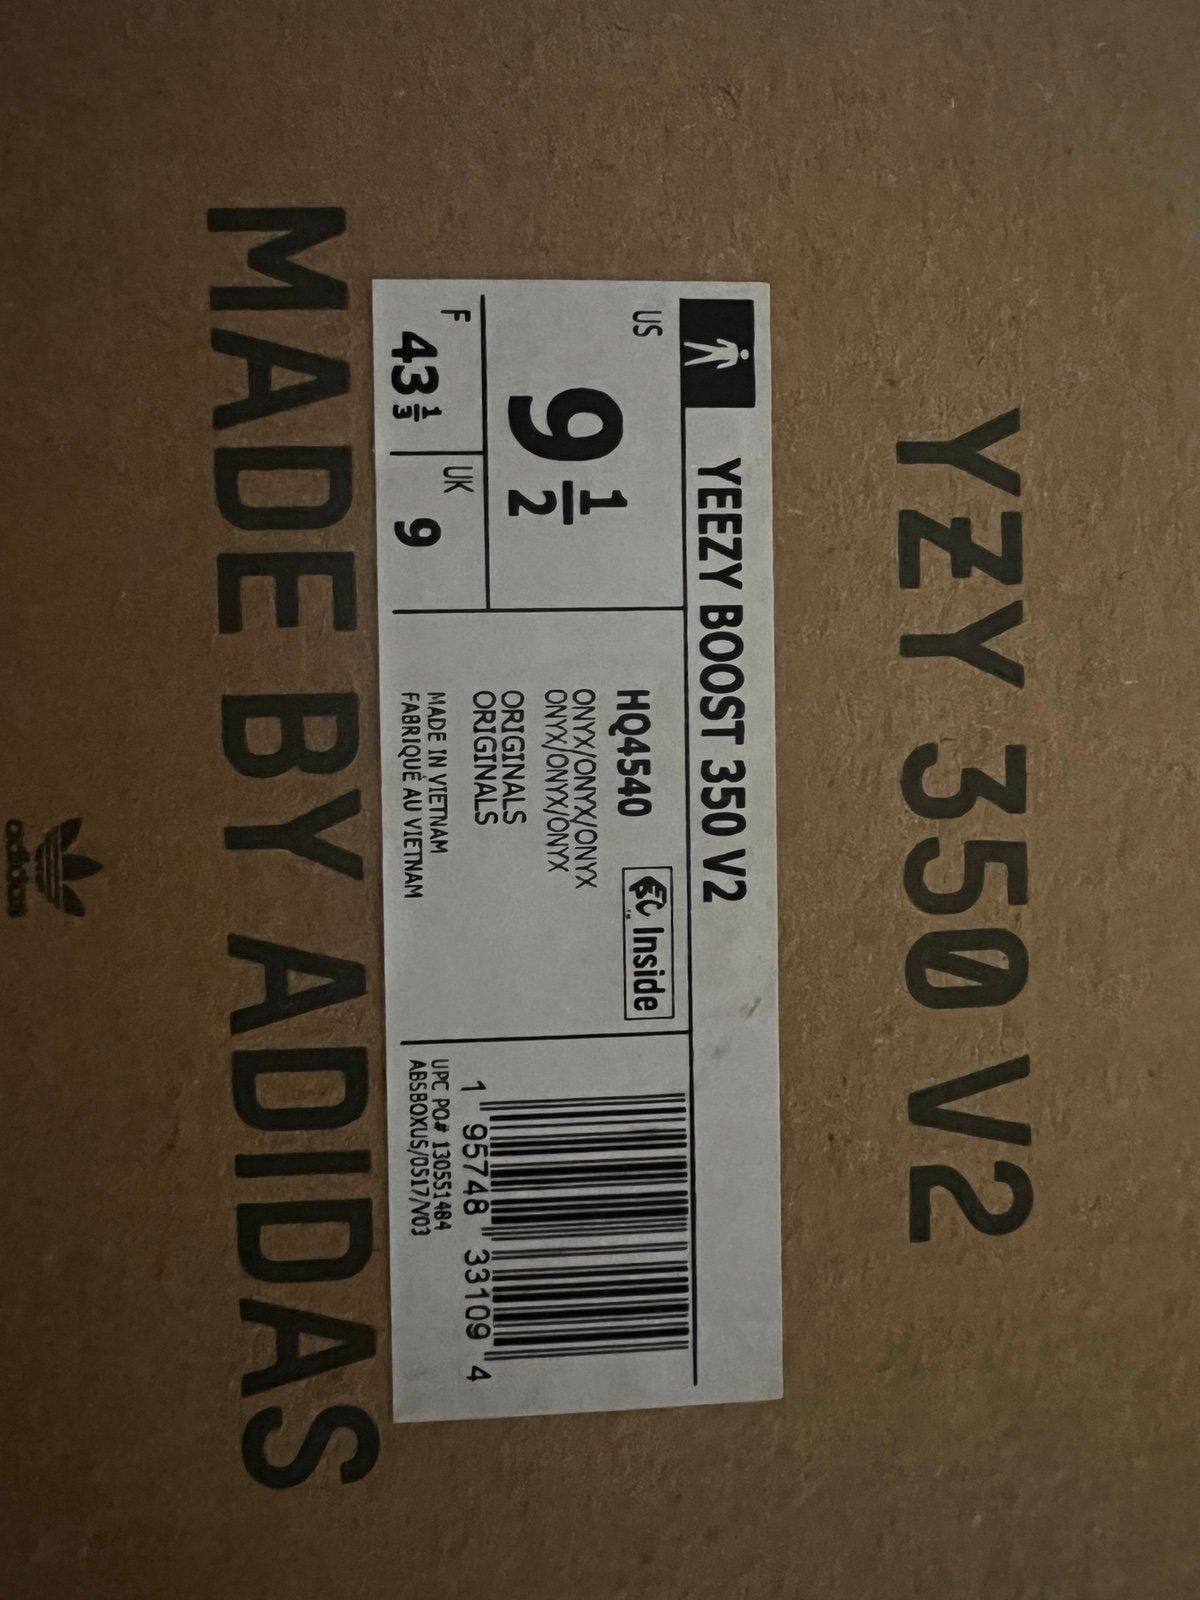 YZY 350 V2
YEEZY BOOST 350 V2
US
9 1/2
F
43 1/3
UK
9
HQ4540
EC Inside
ONYX/ONYX/ONYX
ONYX/ONYX/ONYX
ORIGINALS
ORIGINALS
MADE IN VIETNAM
FABRIQUÉ AU VIETNAM
1 95748 33109 4
UPC PO# 130551484
ABSBOXUS/0517/V03
MADE BY ADIDAS
adidas